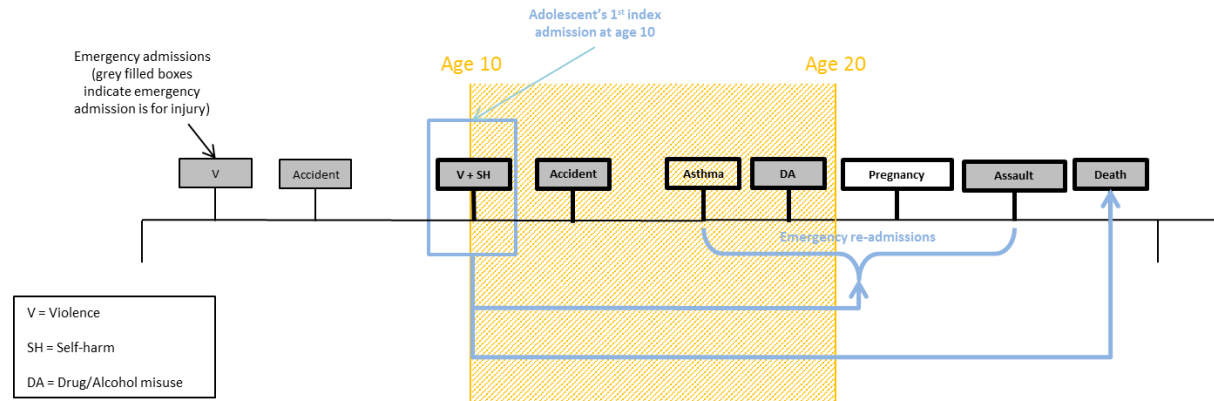 Adolescent's 1st index
admission at age 10
Emergency admissions
(grey filled boxes
indicate emergency
admission is for injury)
Age 10
Age 20
V
Accident
V + SH
Accident
Asthma
DA
Pregnancy
Assault
Death
Emergency re-admissions
V = Violence
SH = Self-harm
DA = Drug/Alcohol misuse